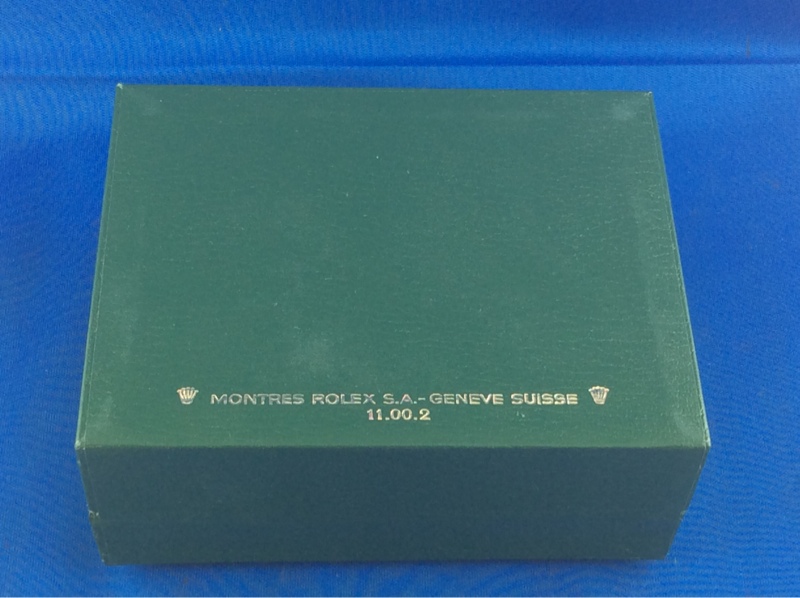 MONTRES ROLEX S.A.-GENEVE SUISSE
11.00.2